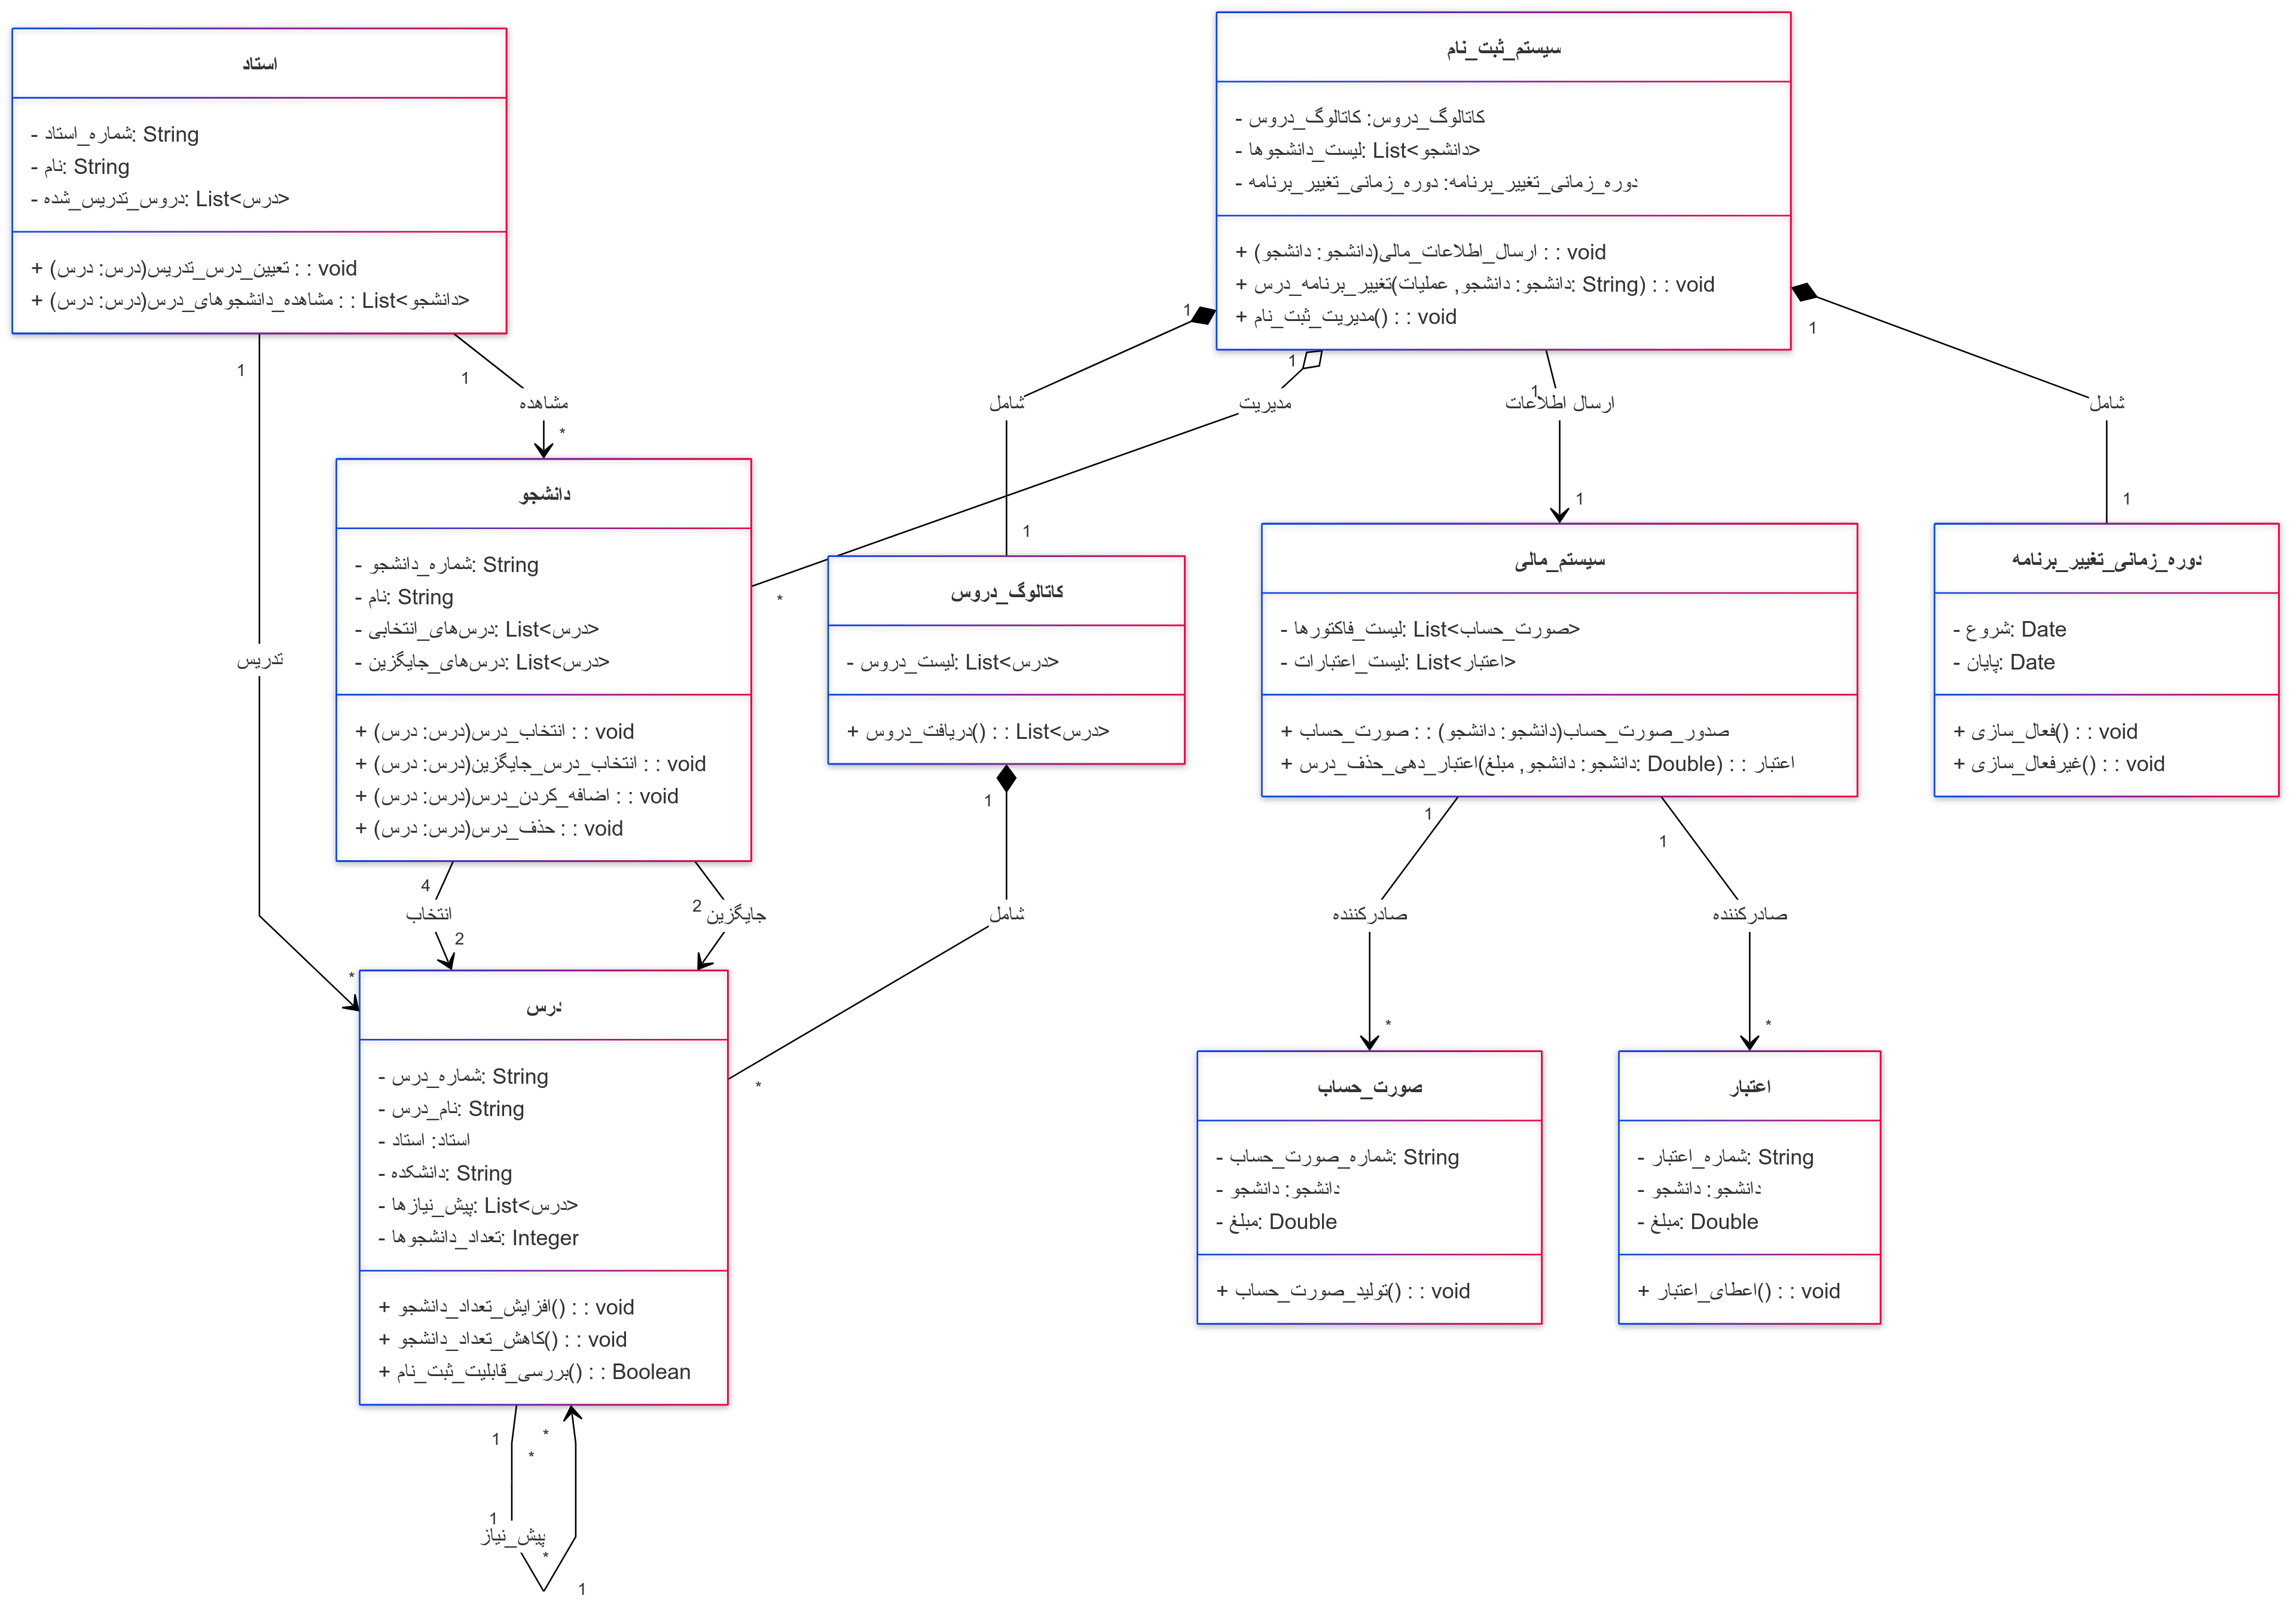 استاد
- شماره_استاد: String
- نام: String
- دروس_تدریس_شده: List<درس>
+ تعیین_درس_تدریس(درس: درس) : : void
+ مشاهده_دانشجوهای_درس(درس: درس) : : List<دانشجو>
سیستم_ثبت_نام
- کاتالوگ_دروس: کاتالوگ_دروس
- لیست_دانشجوها: List<دانشجو>
- دوره_زمانی_تغییر_برنامه: دوره_زمانی_تغییر_برنامه
+ ارسال_اطلاعات_مالی(دانشجو: دانشجو) : : void
+ تغییر_برنامه_درس(دانشجو: دانشجو, عملیات: String) : : void
+ مدیریت_ثبت_نام() : : void
1
1
1
1
1
1
مشاهده
شامل
مدیریت
ارسال اطلاعات
شامل
*
1
1
1
*
دانشجو
- شماره_دانشجو: String
- نام: String
- درس‌های_انتخابی: List<درس>
- درس‌های_جایگزین: List<درس>
+ انتخاب_درس(درس: درس) : : void
+ انتخاب_درس_جایگزین(درس: درس) : : void
+ اضافه_کردن_درس(درس: درس) : : void
+ حذف_درس(درس: درس) : : void
کاتالوگ_دروس
- لیست_دروس: List<درس>
+ دریافت_دروس() : : List<درس>
سیستم_مالی
- لیست_فاکتورها: List<صورت_حساب>
- لیست_اعتبارات: List<اعتبار>
+ صدور_صورت_حساب(دانشجو: دانشجو) : : صورت_حساب
+ اعتبار_دهی_حذف_درس(دانشجو: دانشجو, مبلغ: Double) : : اعتبار
دوره_زمانی_تغییر_برنامه
- شروع: Date
- پایان: Date
+ فعال_سازی() : : void
+ غیرفعال_سازی() : : void
تدریس
1
1
1
4
انتخاب
2
2
جایگزین
شامل
صادرکننده
صادرکننده
*
*
*
*
درس
- شماره_درس: String
- نام_درس: String
- استاد: استاد
- دانشکده: String
- پیش_نیازها: List<درس>
- تعداد_دانشجوها: Integer
+ افزایش_تعداد_دانشجو() : : void
+ کاهش_تعداد_دانشجو() : : void
+ بررسی_قابلیت_ثبت_نام() : : Boolean
صورت_حساب
- شماره_صورت_حساب: String
- دانشجو: دانشجو
- مبلغ: Double
+ تولید_صورت_حساب() : : void
اعتبار
- شماره_اعتبار: String
- دانشجو: دانشجو
- مبلغ: Double
+ اعطای_اعتبار() : : void
1
*
*
1
پیش_نیاز
*
1